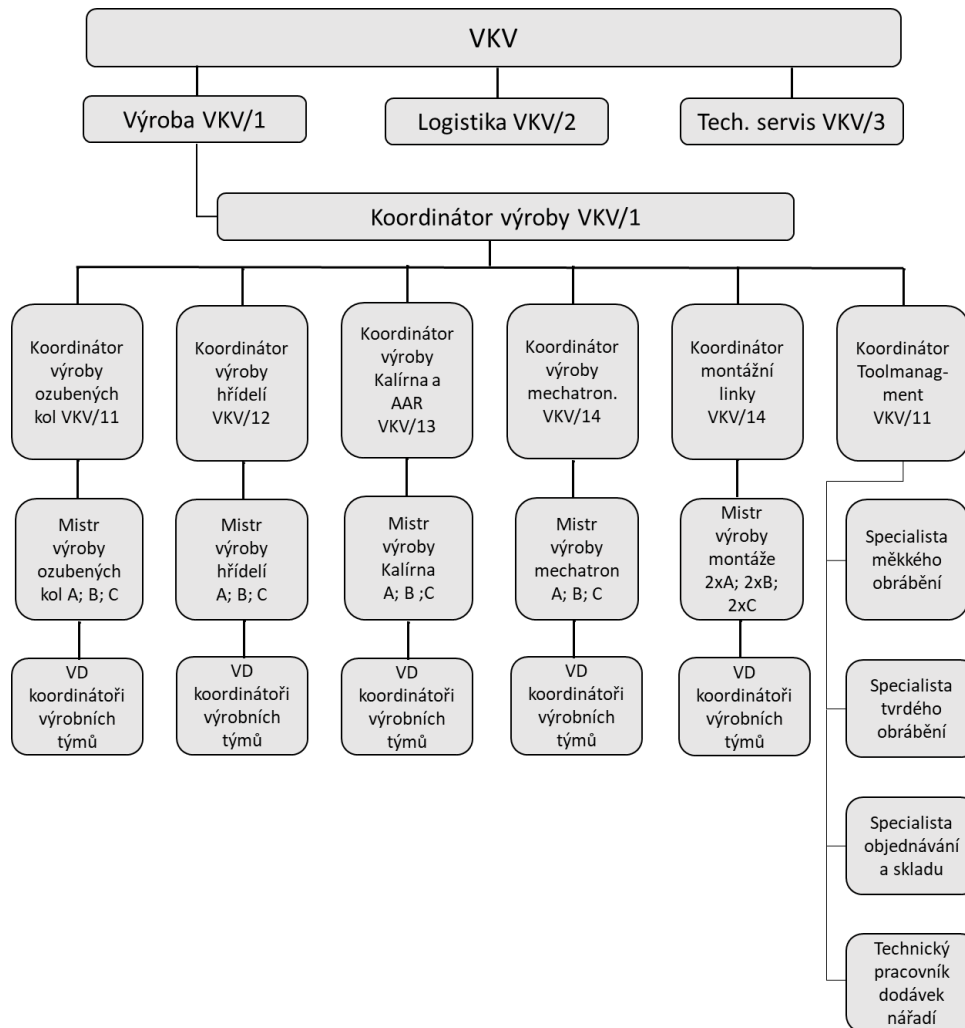 VKV
Výroba VKV/1
Logistika VKV/2
Tech. servis VKV/3
Koordinátor výroby VKV/1
Koordinátor
výroby
ozubených
kol VKV/11
Koordinátor
výroby
hřídelí
VKV/12
Koordinátor
výroby
Kalírna a
AAR
VKV/13
Koordinátor
výroby
mechatron.
VKV/14
Koordinátor
montážní
linky
VKV/14
Koordinátor
Toolmanag-
ment
VKV/11
Mistr
výroby
ozubených
kol A; B; C
Mistr
výroby
hřídelí
A; B; C
Mistr
výroby
Kalírna
A; B ;C
Mistr
výroby
mechatron
A; B; C
Mistr
výroby
montáže
2xA; 2xB;
2xC
Specialista
měkkého
obrábění
VD
koordinátoři
výrobních
týmů
VD
koordinátoři
výrobních
týmů
VD
koordinátoři
výrobních
týmů
VD
koordinátoři
výrobních
týmů
VD
koordinátoři
výrobních
týmů
Specialista
tvrdého
obrábění
Specialista
objednávání
a skladu
Technický
pracovník
dodávek
nářadí